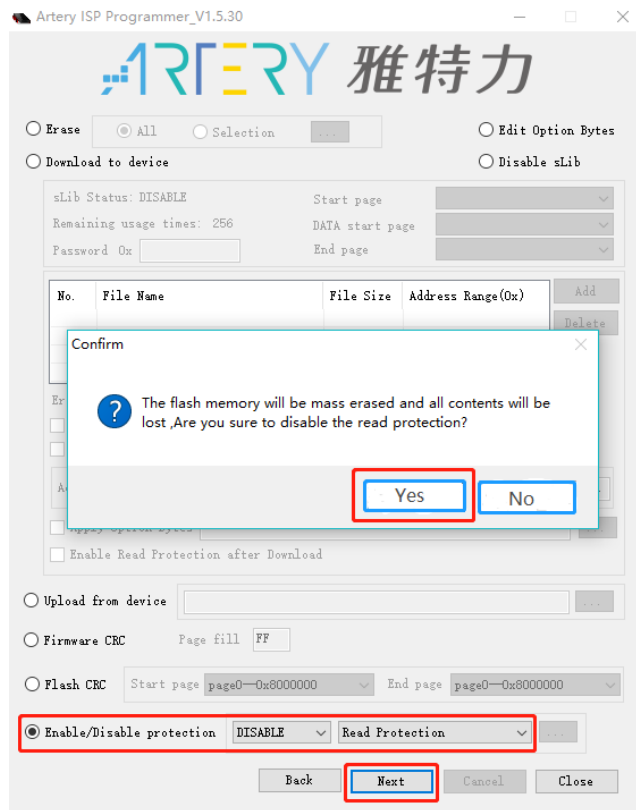 Artery ISP Programmer_V1.5.30
ARTERY 雅特力
Erase All Selection ... Edit Option Bytes
Download to device Disable sLib
sLib Status: DISABLE Start page
Remaining usage times: 256 DATA start page
Password 0x End page
No. File Name File Size Address Range(0x) Add
Delete
Confirm
The flash memory will be mass erased and all contents will be
lost ,Are you sure to disable the read protection?
Yes No
Enable Read Protection after Download
Upload from device ...
Firmware CRC Page fill FF
Flash CRC Start page page0—0x8000000 End page page0—0x8000000
Enable/Disable protection DISABLE Read Protection ...
Back Next Cancel Close